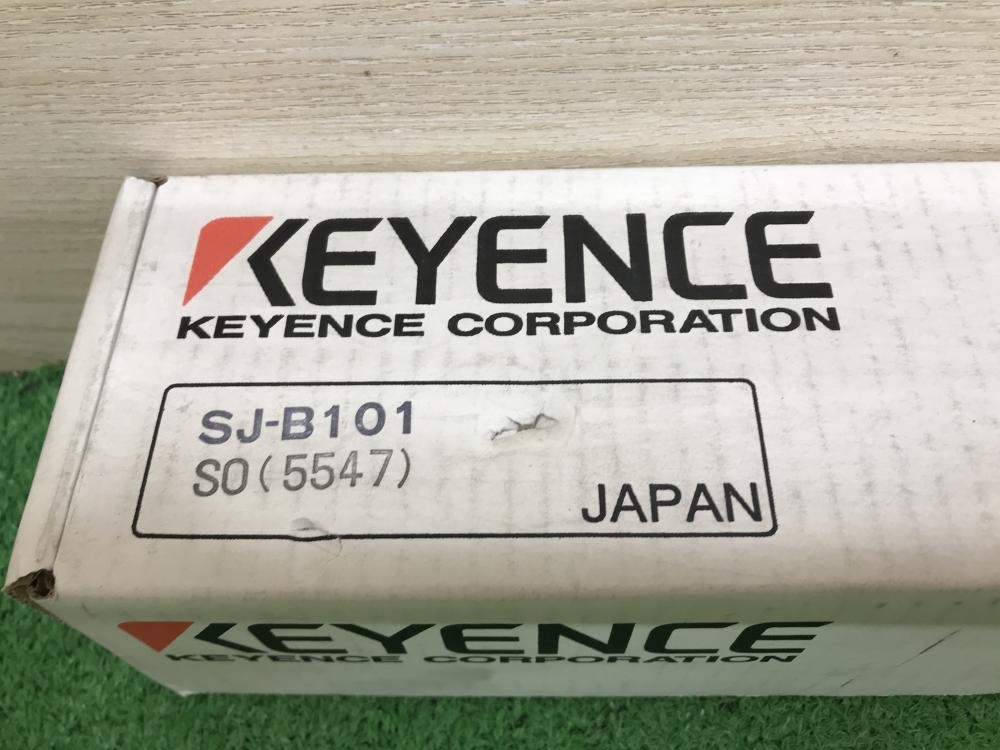 KEYENCE
KEYENCE CORPORATION
SJ-B101
SO(5547)
JAPAN
KEYENCE
KEYENCE CORPORATION